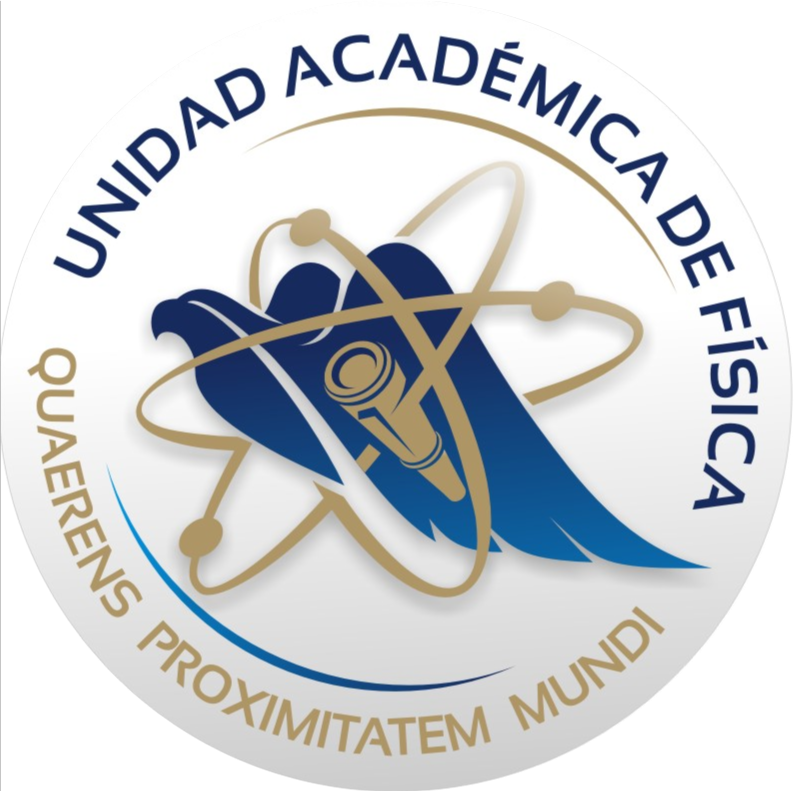 UNIDAD ACADÉMICA DE FÍSICA
QUAERENS PROXIMITATEM MUNDI